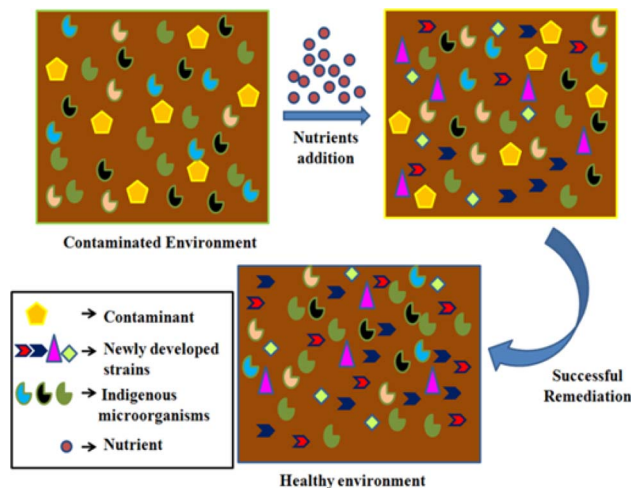 Nutrients
addition
Contaminated Environment
Contaminant
Newly developed
strains
Indigenous
microorganisms
Nutrient
Successful
Remediation
Healthy environment